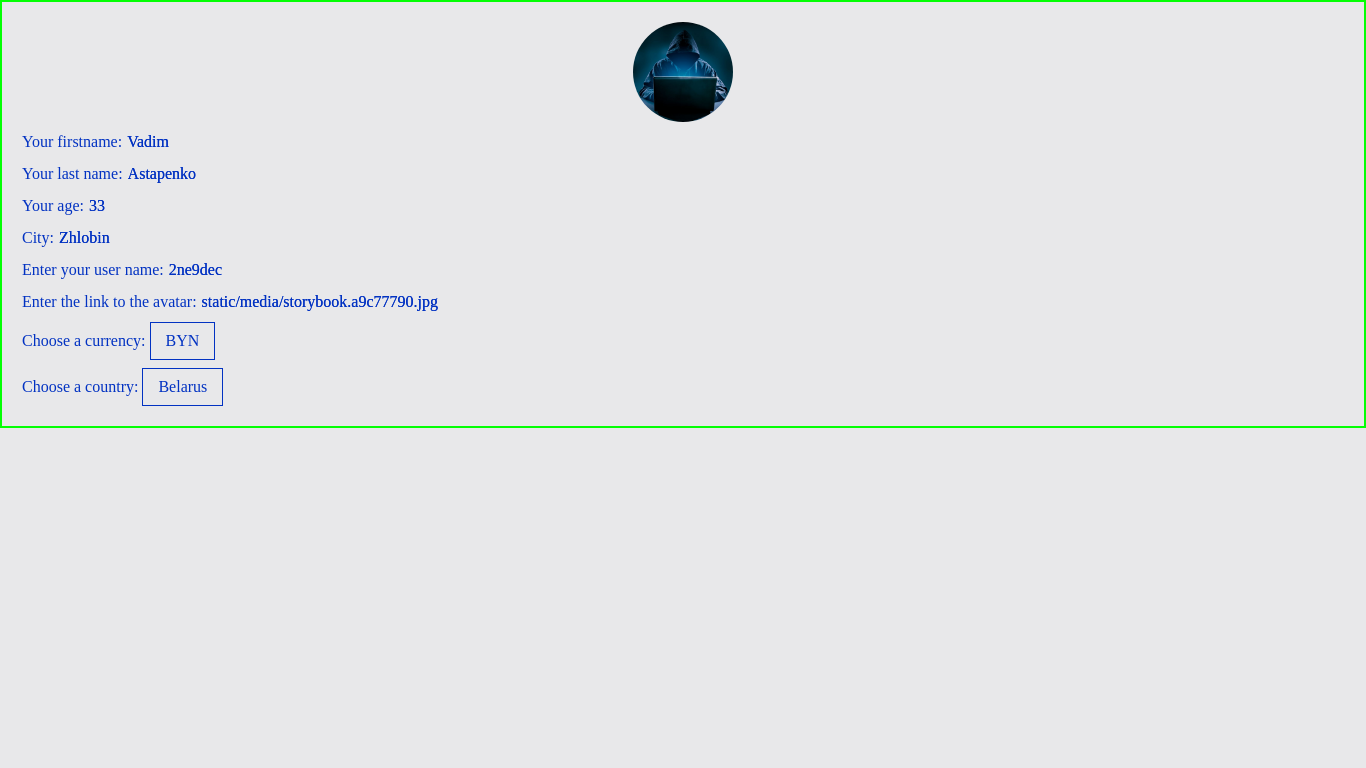 Your firstname: Vadim
Your last name: Astapenko
Your age: 33
City: Zhlobin
Enter your user name: 2ne9dec
Enter the link to the avatar: static/media/storybook.a9c77790.jpg
Choose a currency: BYN
Choose a country: Belarus